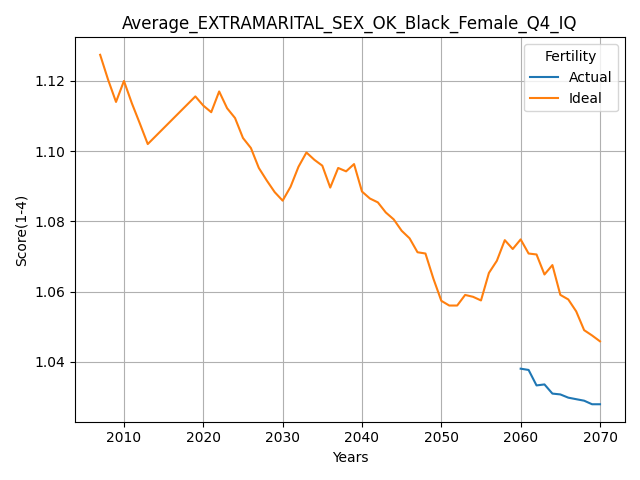 Average_EXTRAMARITAL_SEX_OK_Black_Female_Q4_IQ
Fertility
Actual
Ideal
1.12
1.10
1.08
1.06
1.04
Score(1-4)
2010 2020 2030 2040 2050 2060 2070
Years